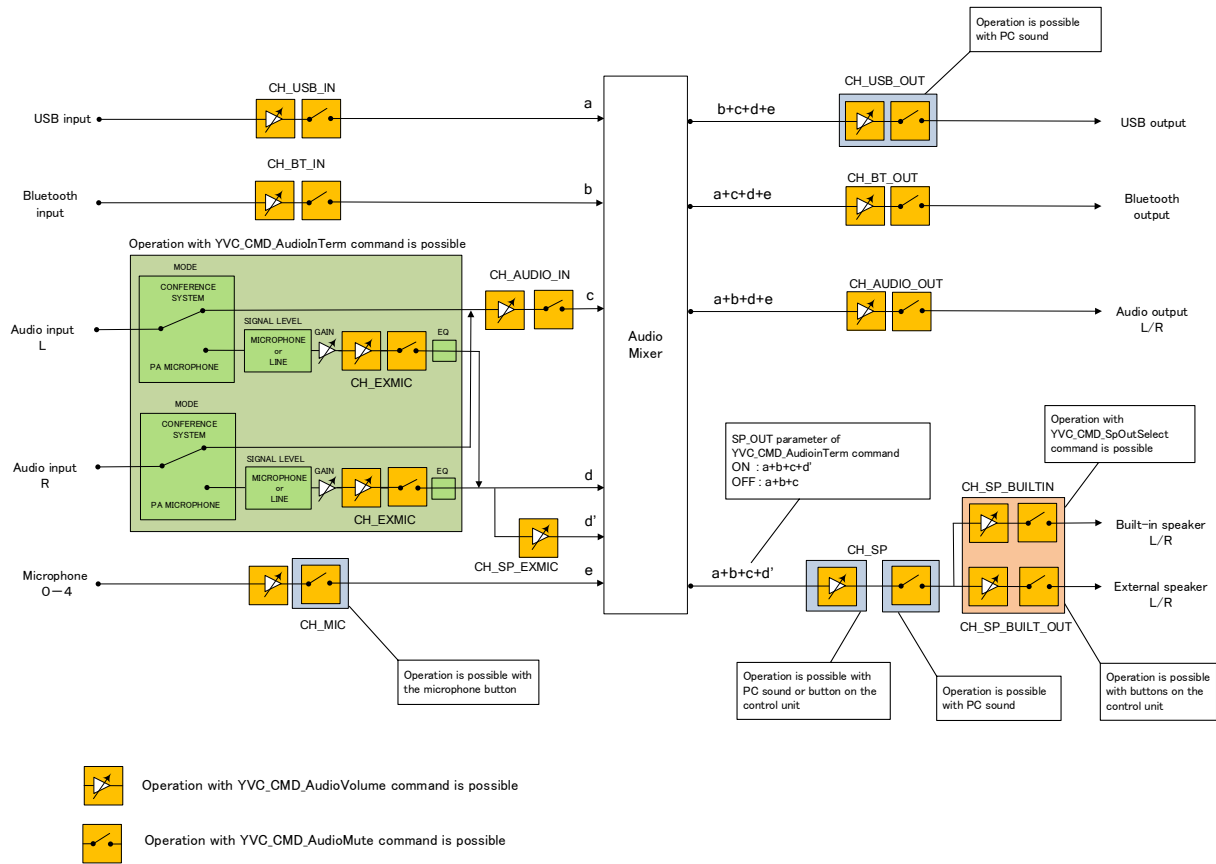 Operation is possible
with PC sound
CH_USB_IN
USB input
a
CH_BT_IN
Bluetooth
input
b
Operation with YVC_CMD_AudioInTerm command is possible
MODE
CONFERENCE
SYSTEM
PA MICROPHONE
Audio input
L
SIGNAL LEVEL
MICROPHONE
or
LINE
GAIN
EQ
CH_EXMIC
CH_AUDIO_IN
c
MODE
CONFERENCE
SYSTEM
PA MICROPHONE
Audio input
R
SIGNAL LEVEL
MICROPHONE
or
LINE
GAIN
EQ
CH_EXMIC
d
d'
CH_SP_EXMIC
Microphone
0-4
e
CH_MIC
Operation is possible with
the microphone button
Audio
Mixer
b+c+d+e
CH_USB_OUT
USB output
a+c+d+e
CH_BT_OUT
Bluetooth
output
a+b+d+e
CH_AUDIO_OUT
Audio output
L/R
SP_OUT parameter of
YVC_CMD_AudioinTerm command
ON : a+b+c+d'
OFF : a+b+c
Operation with
YVC_CMD_SpOutSelect
command is possible
a+b+c+d'
CH_SP
CH_SP_BUILTIN
Built-in speaker
L/R
External speaker
L/R
CH_SP_BUILT_OUT
Operation is possible with
PC sound or button on the
control unit
Operation is possible
with PC sound
Operation is possible
with buttons on the
control unit
Operation with YVC_CMD_AudioVolume command is possible
Operation with YVC_CMD_AudioMute command is possible